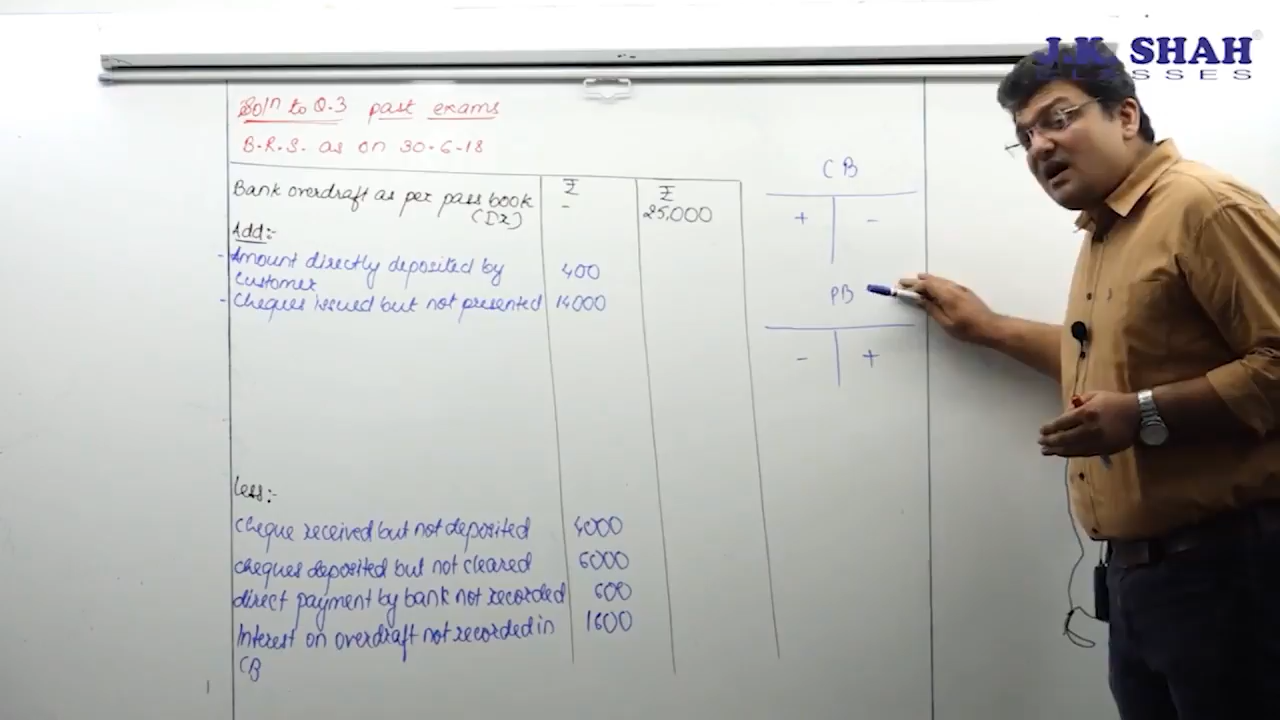 J.K. SHAH®
CLASSES
Soln to Q.3 past exams
B.R.S. as on 30-6-18
₹ ₹
Bank overdraft as per pass book - 25,000
(Dr)
Add:-
- Amount directly deposited by 400
Customer
- Cheques issued but not presented 14000
Less:-
Cheque received but not deposited 4000
cheques deposited but not cleared 6000
direct payment by bank not recorded 600
Interest on overdraft not recorded in 1600
CB
CB
+ -
PB
- +